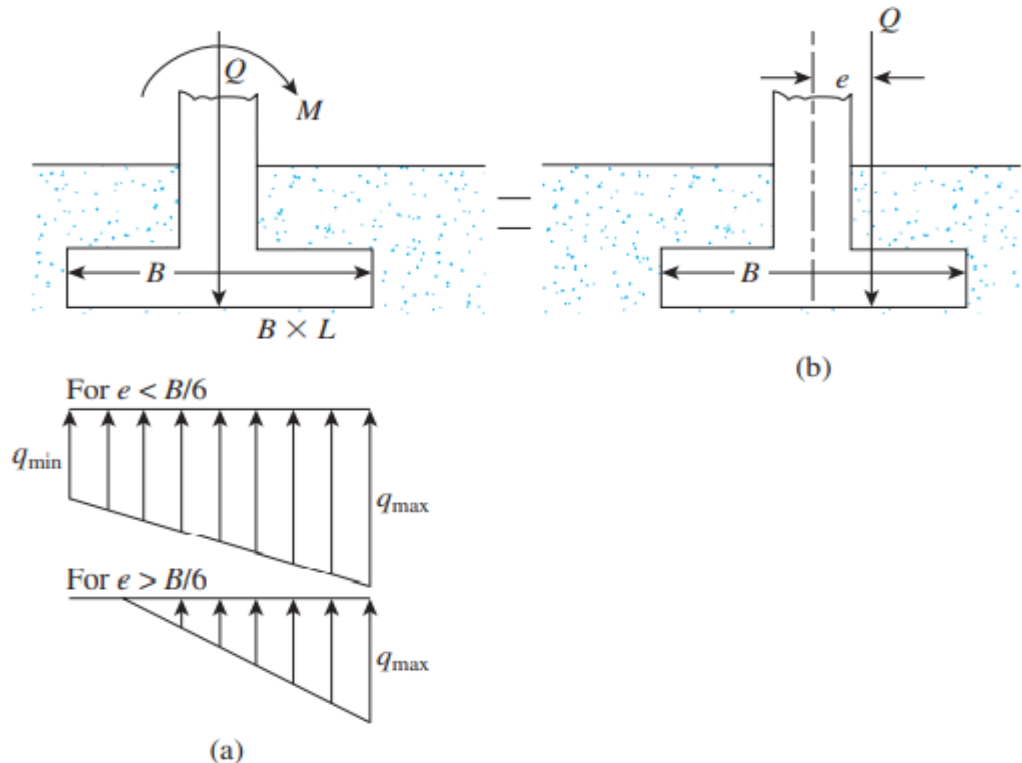 Q
M
B
B × L
Q
e
B
(b)
For e < B/6
q_min
q_max
For e > B/6
q_max
(a)